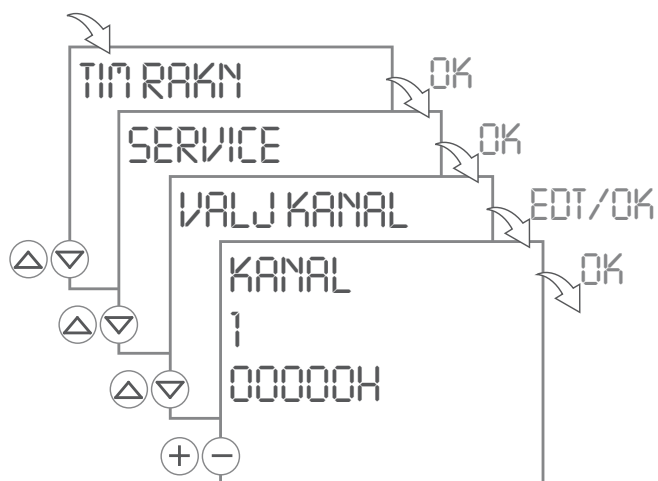 TIM RAKN
OK
SERVICE
OK
VALJ KANAL
EDT/OK
KANAL
OK
1
00000H